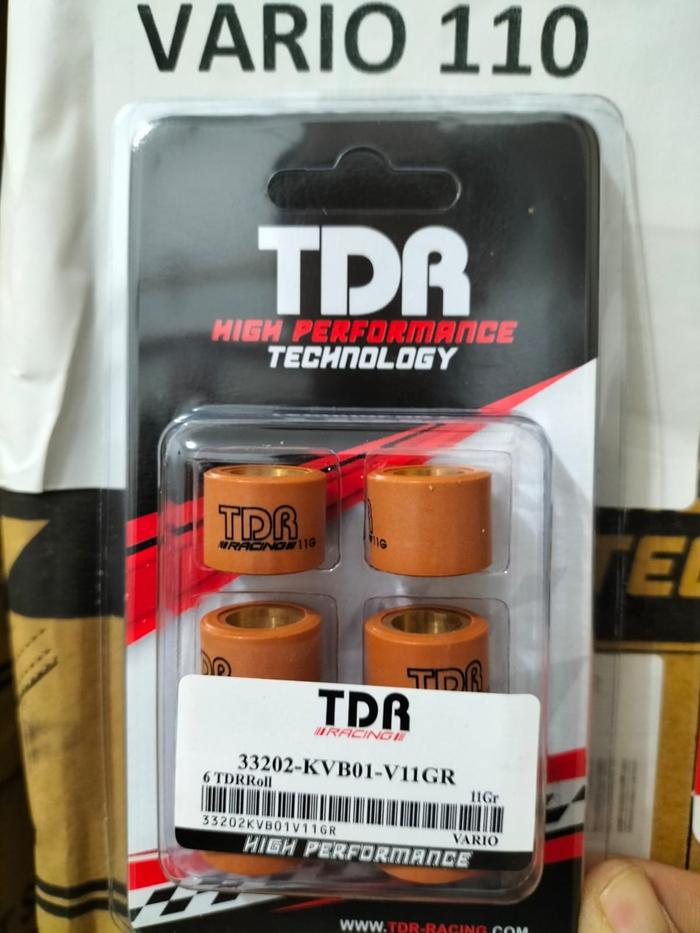 VARIO 110
TDR
HIGH PERFORMANCE
TECHNOLOGY
TDR
RACING 11G
11G
TDR
TDR
RACING
33202-KVB01-V11GR
6 TDRRoll
11Gr
33202KVB01V11GR
VARIO
HIGH PERFORMANCE
WWW.TDR-RACING.COM